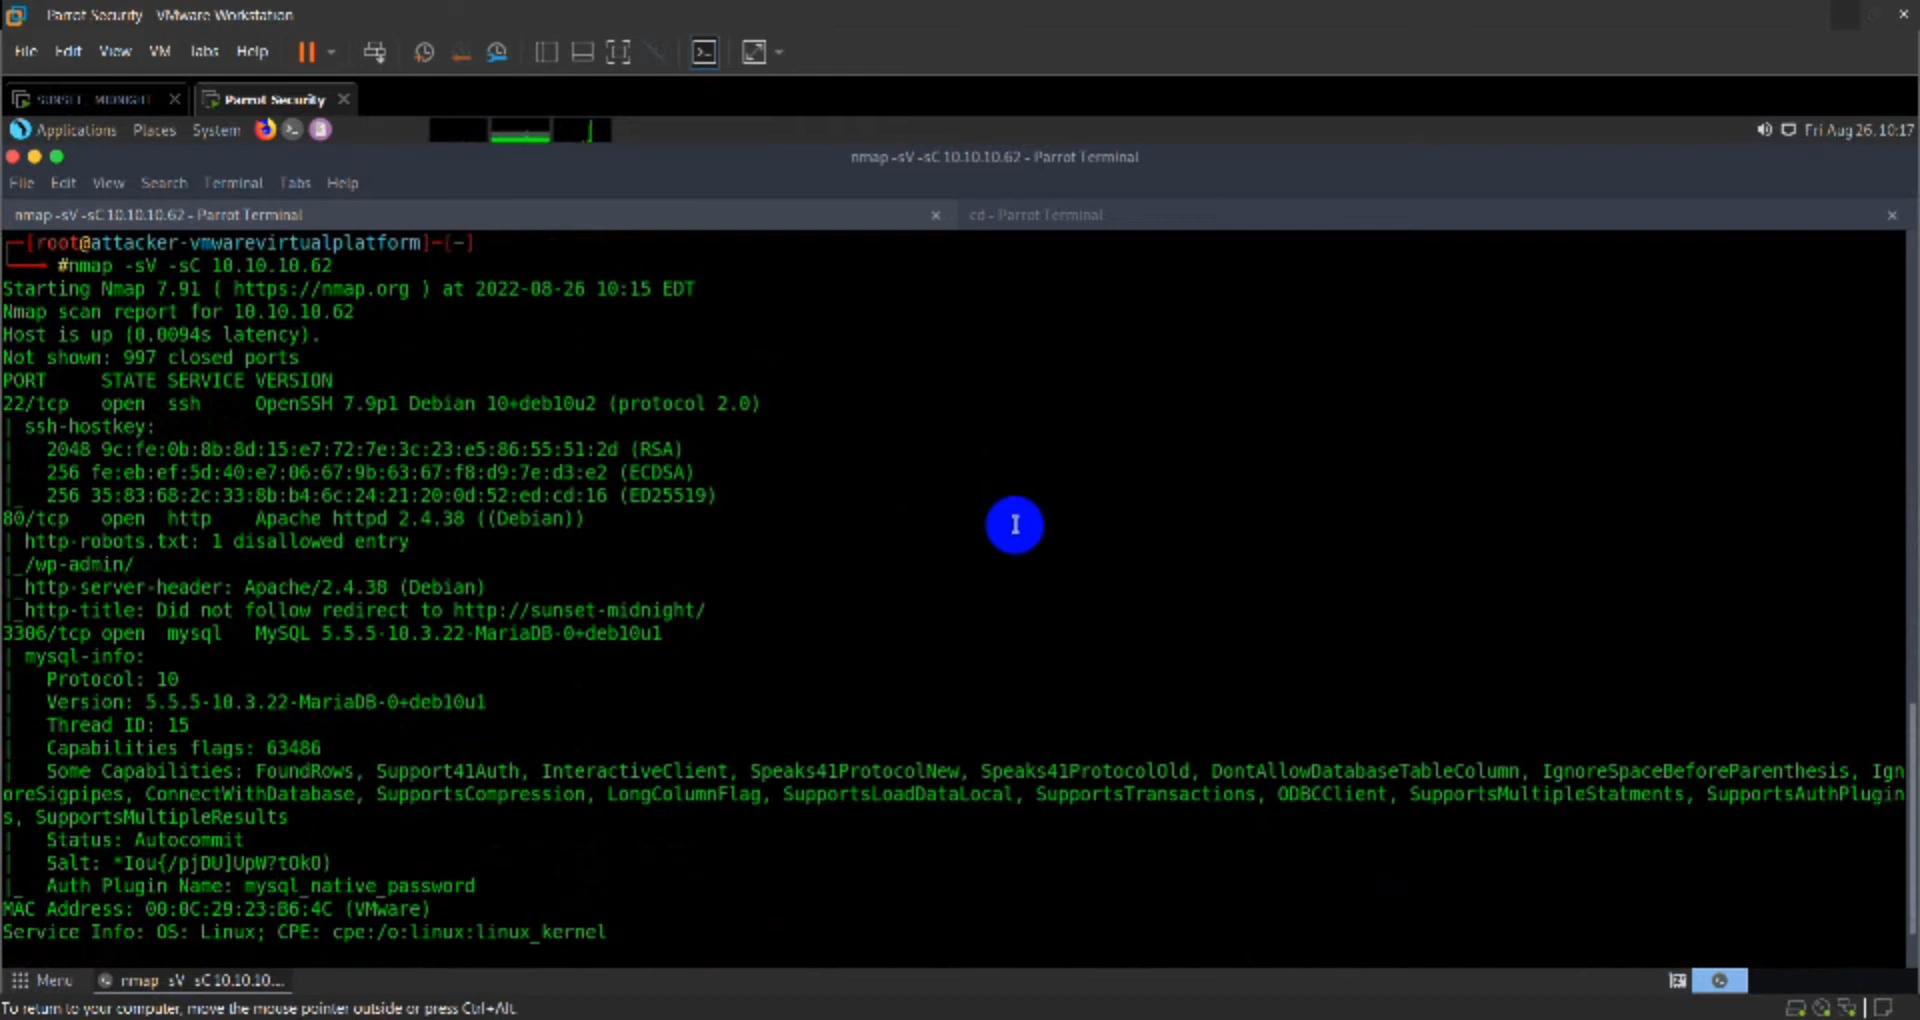 Parrot Security VMware Workstation
File Edit View VM Tabs Help
SUNSET_MIDNIGHT Parrot Security
Applications Places System Fri Aug 26, 10:17
nmap -sV -sC 10.10.10.62 - Parrot Terminal
File Edit View Search Terminal Tabs Help
nmap -sV -sC 10.10.10.62 - Parrot Terminal cd - Parrot Terminal
[root@attacker-vmwarevirtualplatform]-[~]
#nmap -sV -sC 10.10.10.62
Starting Nmap 7.91 ( https://nmap.org ) at 2022-08-26 10:15 EDT
Nmap scan report for 10.10.10.62
Host is up (0.0094s latency).
Not shown: 997 closed ports
PORT STATE SERVICE VERSION
22/tcp open ssh OpenSSH 7.9p1 Debian 10+deb10u2 (protocol 2.0)
| ssh-hostkey:
| 2048 9c:fe:0b:8b:8d:15:e7:72:7e:3c:23:e5:86:55:51:2d (RSA)
| 256 fe:eb:ef:5d:40:e7:06:67:9b:63:67:f8:d9:7e:d3:e2 (ECDSA)
|_ 256 35:83:68:2c:33:8b:b4:6c:24:21:20:0d:52:ed:cd:16 (ED25519)
80/tcp open http Apache httpd 2.4.38 ((Debian))
| http-robots.txt: 1 disallowed entry
|_/wp-admin/
|_http-server-header: Apache/2.4.38 (Debian)
|_http-title: Did not follow redirect to http://sunset-midnight/
3306/tcp open mysql MySQL 5.5.5-10.3.22-MariaDB-0+deb10u1
| mysql-info:
| Protocol: 10
| Version: 5.5.5-10.3.22-MariaDB-0+deb10u1
| Thread ID: 15
| Capabilities flags: 63486
| Some Capabilities: FoundRows, Support41Auth, InteractiveClient, Speaks41ProtocolNew, Speaks41ProtocolOld, DontAllowDatabaseTableColumn, IgnoreSpaceBeforeParenthesis, Ign
oreSigpipes, ConnectWithDatabase, SupportsCompression, LongColumnFlag, SupportsLoadDataLocal, SupportsTransactions, ODBCClient, SupportsMultipleStatments, SupportsAuthPlugin
s, SupportsMultipleResults
| Status: Autocommit
| Salt: *Iou{/pjDU]UpW?tOkO)
|_ Auth Plugin Name: mysql_native_password
MAC Address: 00:0C:29:23:B6:4C (VMware)
Service Info: OS: Linux; CPE: cpe:/o:linux:linux_kernel
Menu nmap -sV -sC 10.10.10....
To return to your computer, move the mouse pointer outside or press Ctrl+Alt.